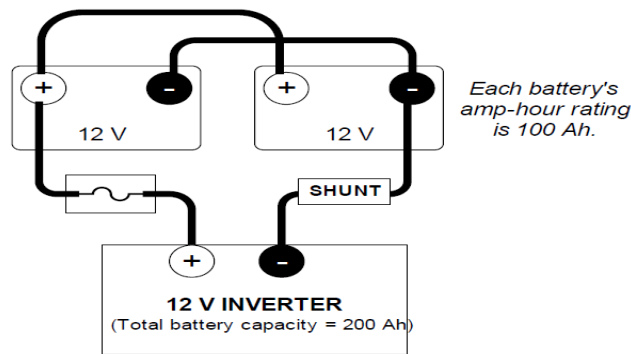 + - + -
12 V 12 V
Each battery's
amp-hour rating
is 100 Ah.
SHUNT
+ -
12 V INVERTER
(Total battery capacity = 200 Ah)